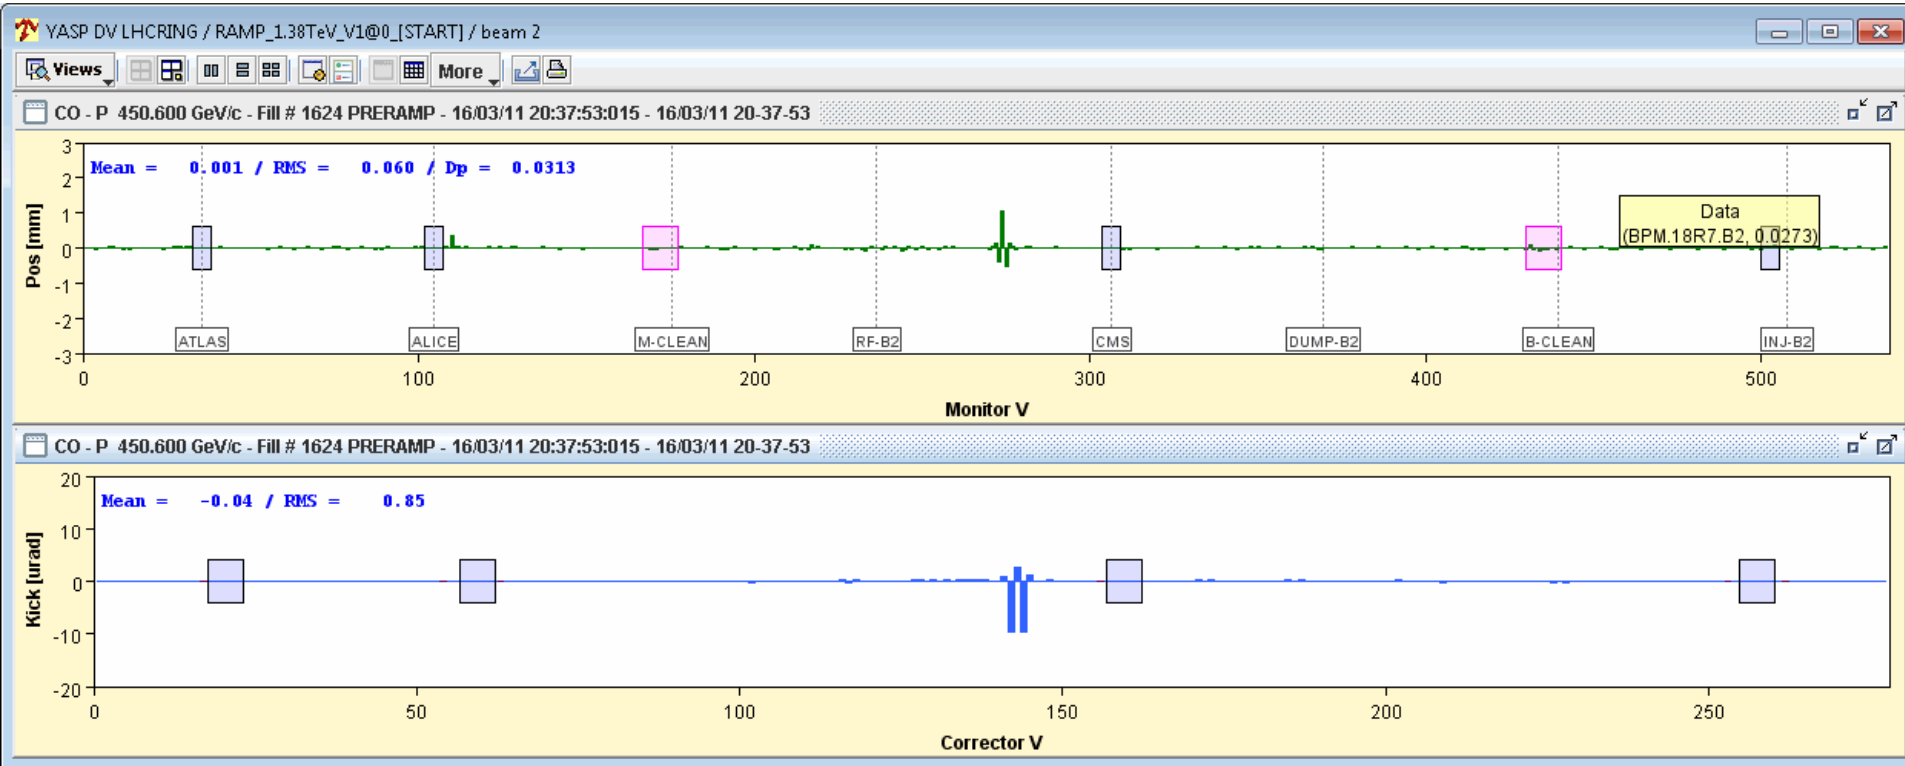 YASP DV LHCRING / RAMP_1.38TeV_V1@0_[START] / beam 2
Views More
CO - P 450.600 GeV/c - Fill # 1624 PRERAMP - 16/03/11 20:37:53:015 - 16/03/11 20-37-53
Mean = 0.001 / RMS = 0.060 / Dp = 0.0313
Pos [mm]
3
2
1
0
-1
-2
-3
Data
(BPM.18R7.B2, 0.0273)
ATLAS ALICE M-CLEAN RF-B2 CMS DUMP-B2 B-CLEAN INJ-B2
0 100 200 300 400 500
Monitor V
CO - P 450.600 GeV/c - Fill # 1624 PRERAMP - 16/03/11 20:37:53:015 - 16/03/11 20-37-53
Mean = -0.04 / RMS = 0.85
Kick [urad]
20
10
0
-10
-20
0 50 100 150 200 250
Corrector V